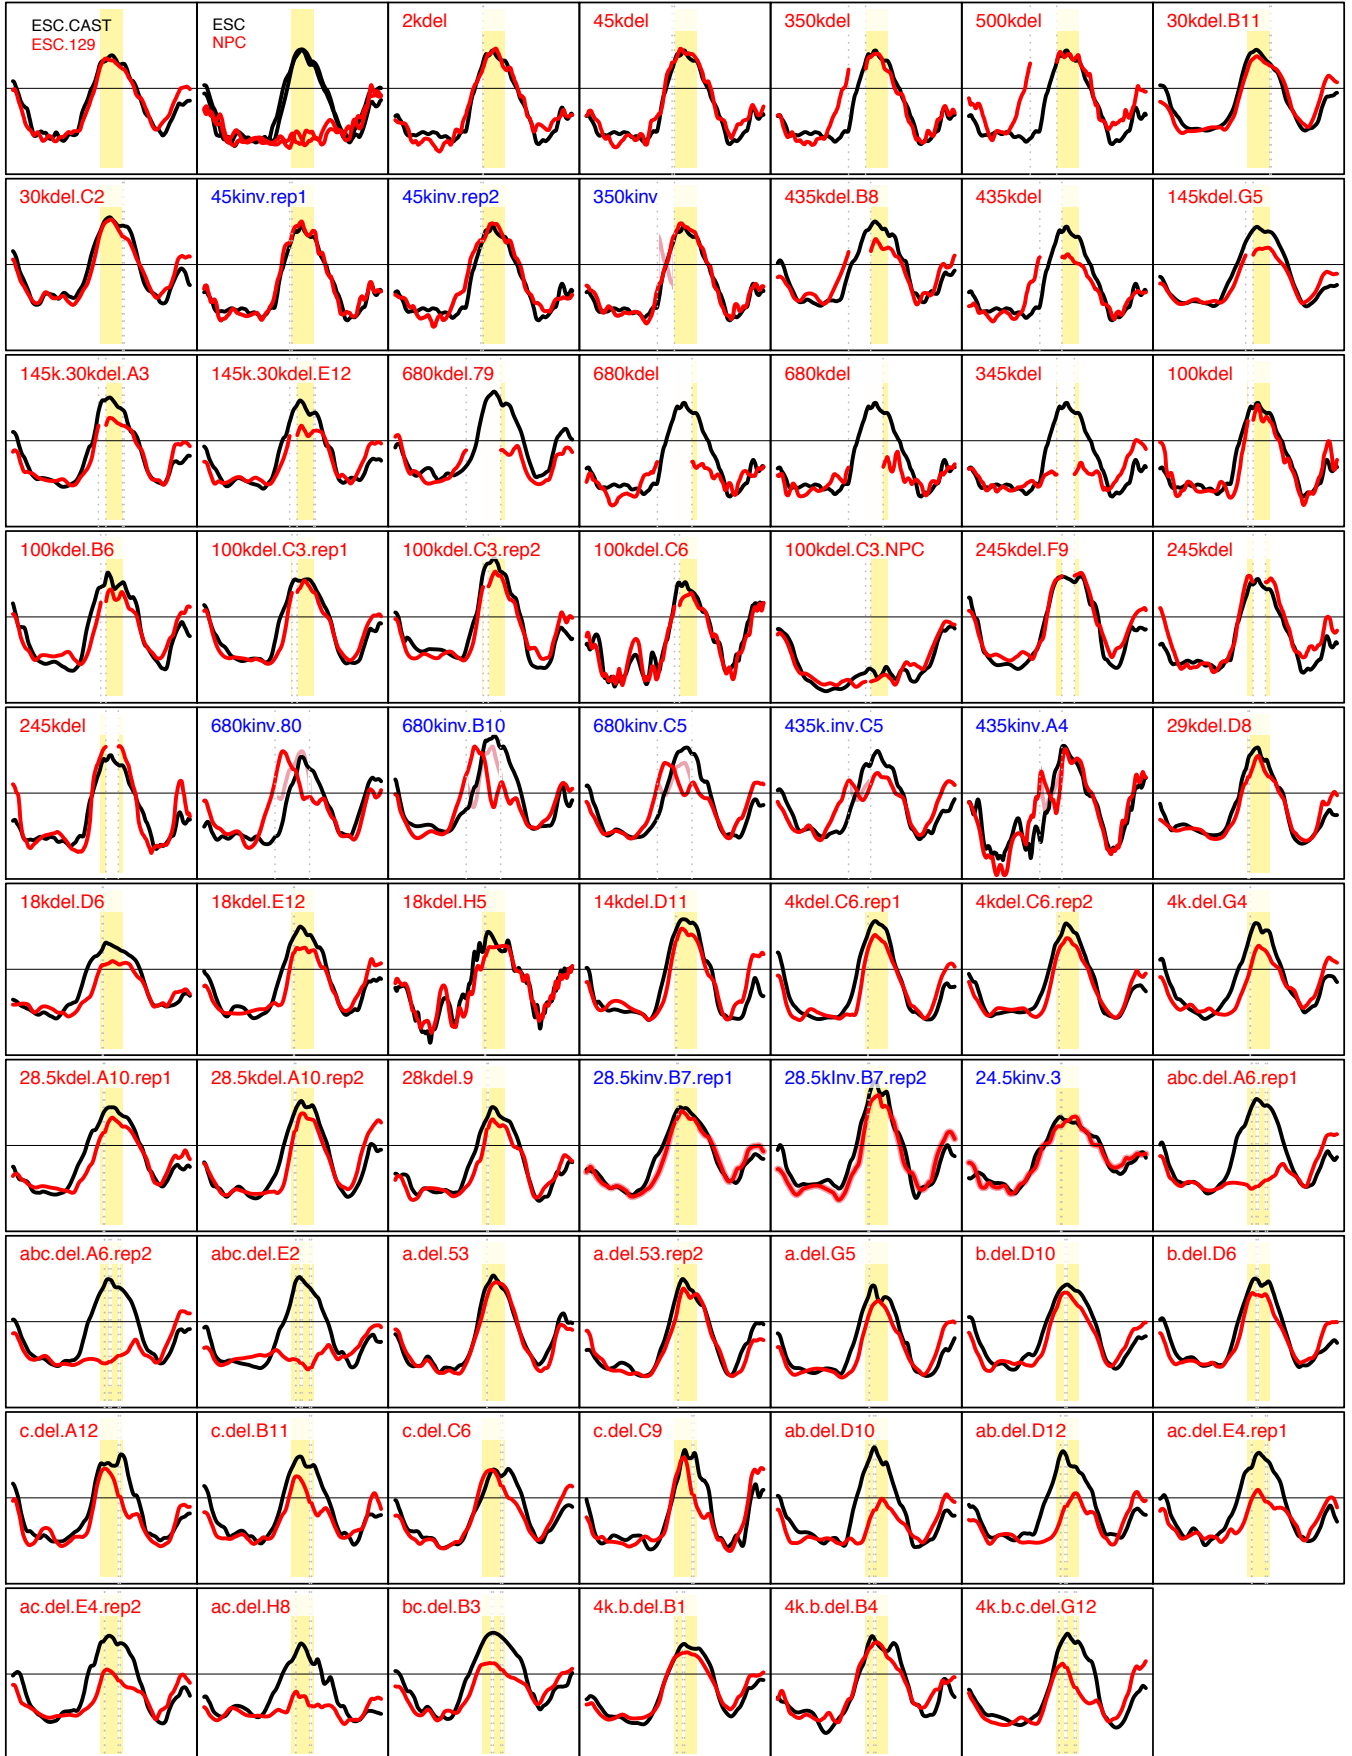 ESC.CAST
ESC.129
ESC
NPC
2kdel
45kdel
350kdel
500kdel
30kdel.B11
30kdel.C2
45kinv.rep1
45kinv.rep2
350kinv
435kdel.B8
435kdel
145kdel.G5
145k.30kdel.A3
145k.30kdel.E12
680kdel.79
680kdel
680kdel
345kdel
100kdel
100kdel.B6
100kdel.C3.rep1
100kdel.C3.rep2
100kdel.C6
100kdel.C3.NPC
245kdel.F9
245kdel
245kdel
680kinv.80
680kinv.B10
680kinv.C5
435k.inv.C5
435kinv.A4
29kdel.D8
18kdel.D6
18kdel.E12
18kdel.H5
14kdel.D11
4kdel.C6.rep1
4kdel.C6.rep2
4k.del.G4
28.5kdel.A10.rep1
28.5kdel.A10.rep2
28kdel.9
28.5kinv.B7.rep1
28.5kInv.B7.rep2
24.5kinv.3
abc.del.A6.rep1
abc.del.A6.rep2
abc.del.E2
a.del.53
a.del.53.rep2
a.del.G5
b.del.D10
b.del.D6
c.del.A12
c.del.B11
c.del.C6
c.del.C9
ab.del.D10
ab.del.D12
ac.del.E4.rep1
ac.del.E4.rep2
ac.del.H8
bc.del.B3
4k.b.del.B1
4k.b.del.B4
4k.b.c.del.G12